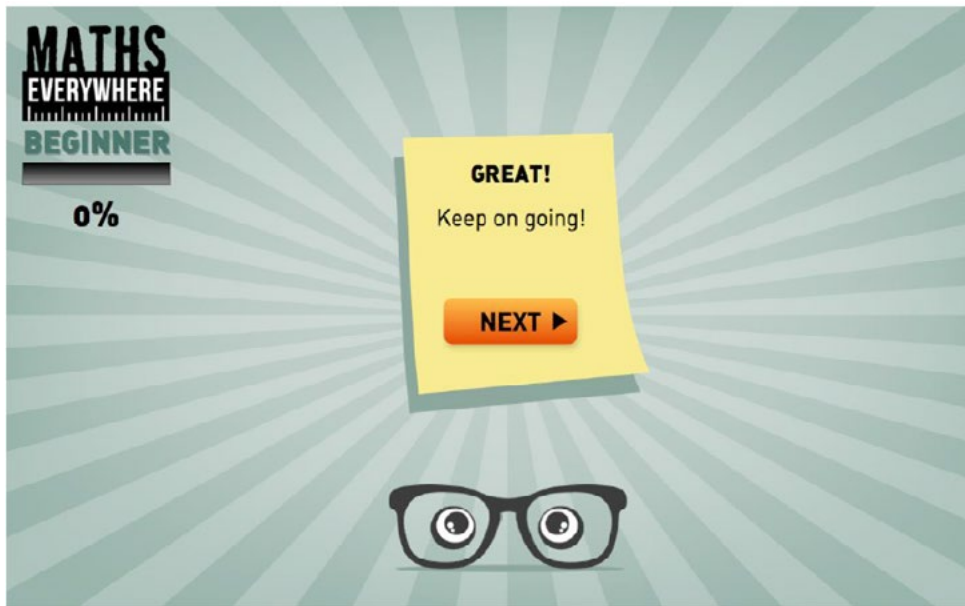 MATHS
EVERYWHERE
BEGINNER
0%
GREAT!
Keep on going!
NEXT